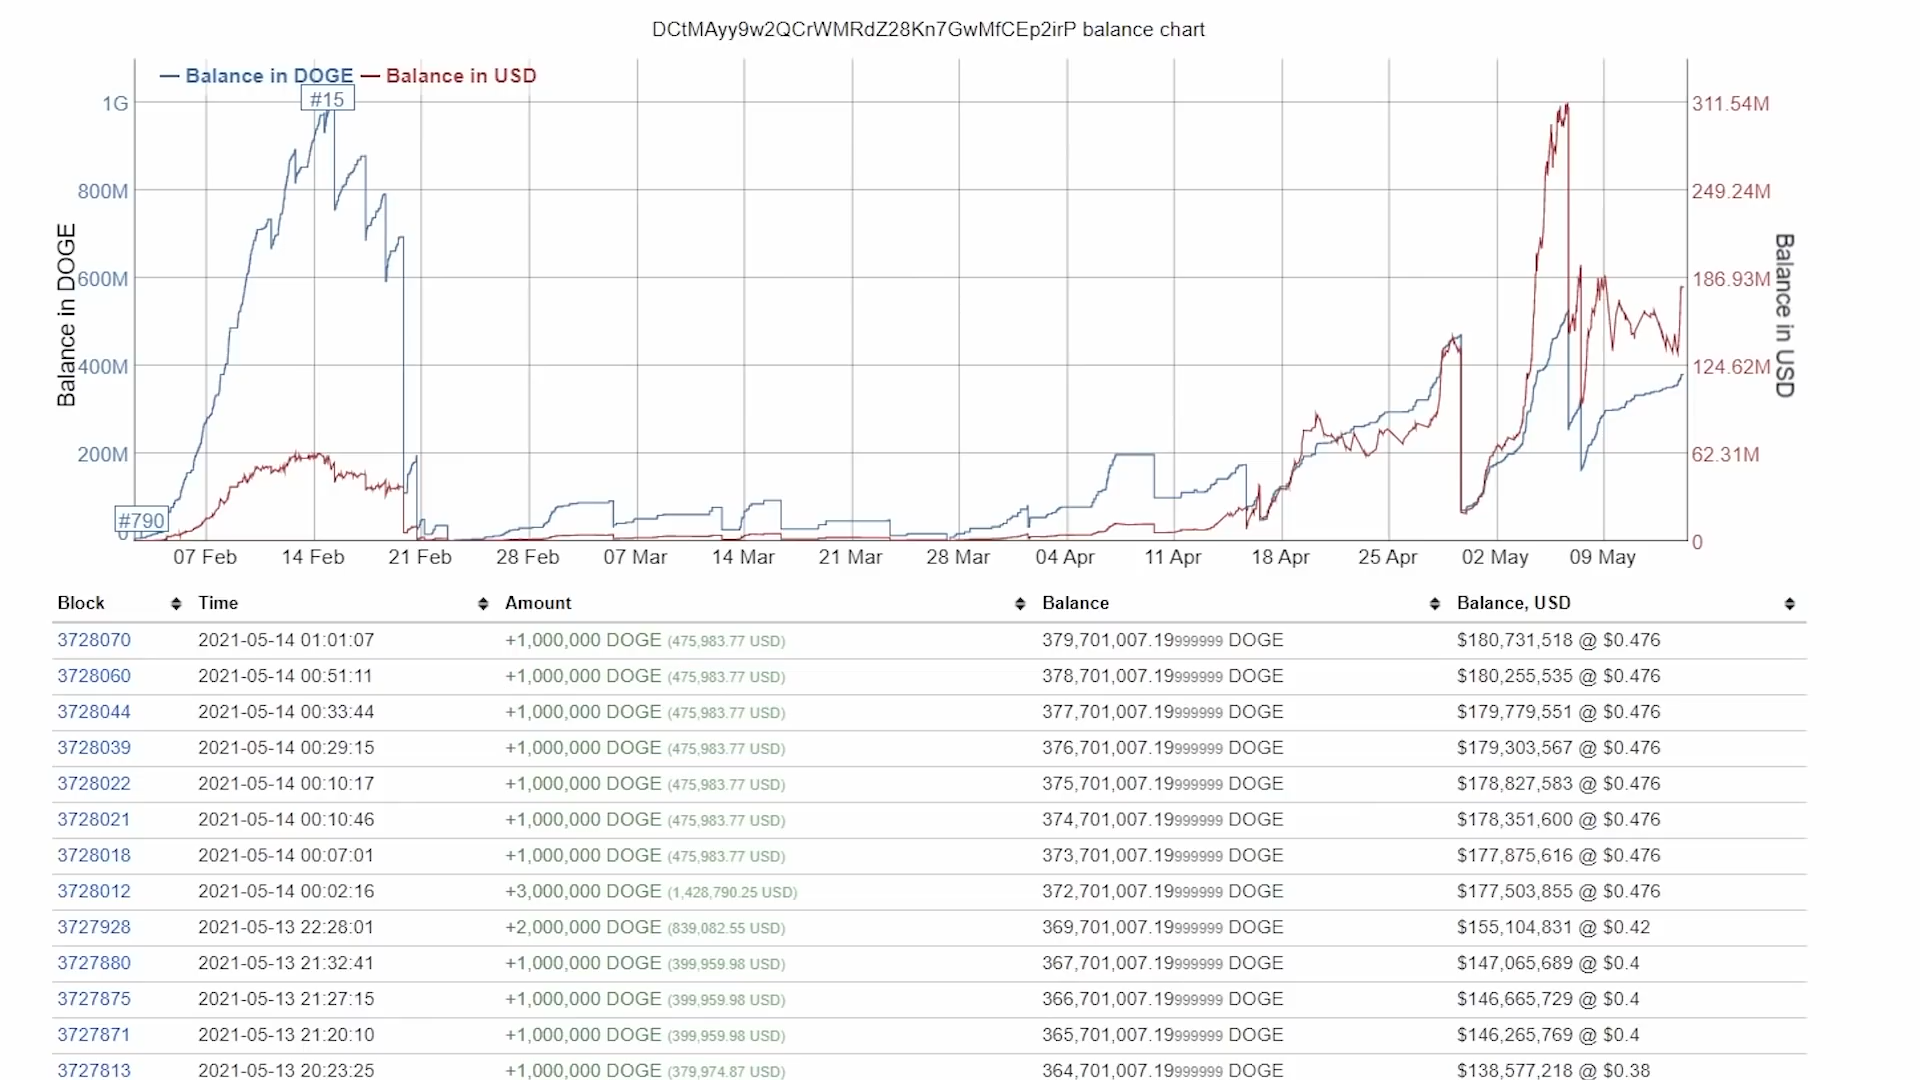 DCtMAyy9w2QCrWMRdZ28Kn7GwMfCEp2irP balance chart
Balance in DOGE Balance in USD
#15
1G 311.54M
800M 249.24M
600M 186.93M
400M 124.62M
200M 62.31M
#790
0 0
Balance in DOGE
Balance in USD
07 Feb 14 Feb 21 Feb 28 Feb 07 Mar 14 Mar 21 Mar 28 Mar 04 Apr 11 Apr 18 Apr 25 Apr 02 May 09 May
Block Time Amount Balance Balance, USD
3728070 2021-05-14 01:01:07 +1,000,000 DOGE (475,983.77 USD) 379,701,007.19999999 DOGE $180,731,518 @ $0.476
3728060 2021-05-14 00:51:11 +1,000,000 DOGE (475,983.77 USD) 378,701,007.19999999 DOGE $180,255,535 @ $0.476
3728044 2021-05-14 00:33:44 +1,000,000 DOGE (475,983.77 USD) 377,701,007.19999999 DOGE $179,779,551 @ $0.476
3728039 2021-05-14 00:29:15 +1,000,000 DOGE (475,983.77 USD) 376,701,007.19999999 DOGE $179,303,567 @ $0.476
3728022 2021-05-14 00:10:17 +1,000,000 DOGE (475,983.77 USD) 375,701,007.19999999 DOGE $178,827,583 @ $0.476
3728021 2021-05-14 00:10:46 +1,000,000 DOGE (475,983.77 USD) 374,701,007.19999999 DOGE $178,351,600 @ $0.476
3728018 2021-05-14 00:07:01 +1,000,000 DOGE (475,983.77 USD) 373,701,007.19999999 DOGE $177,875,616 @ $0.476
3728012 2021-05-14 00:02:16 +3,000,000 DOGE (1,428,790.25 USD) 372,701,007.19999999 DOGE $177,503,855 @ $0.476
3727928 2021-05-13 22:28:01 +2,000,000 DOGE (839,082.55 USD) 369,701,007.19999999 DOGE $155,104,831 @ $0.42
3727880 2021-05-13 21:32:41 +1,000,000 DOGE (399,959.98 USD) 367,701,007.19999999 DOGE $147,065,689 @ $0.4
3727875 2021-05-13 21:27:15 +1,000,000 DOGE (399,959.98 USD) 366,701,007.19999999 DOGE $146,665,729 @ $0.4
3727871 2021-05-13 21:20:10 +1,000,000 DOGE (399,959.98 USD) 365,701,007.19999999 DOGE $146,265,769 @ $0.4
3727813 2021-05-13 20:23:25 +1,000,000 DOGE (379,974.87 USD) 364,701,007.19999999 DOGE $138,577,218 @ $0.38